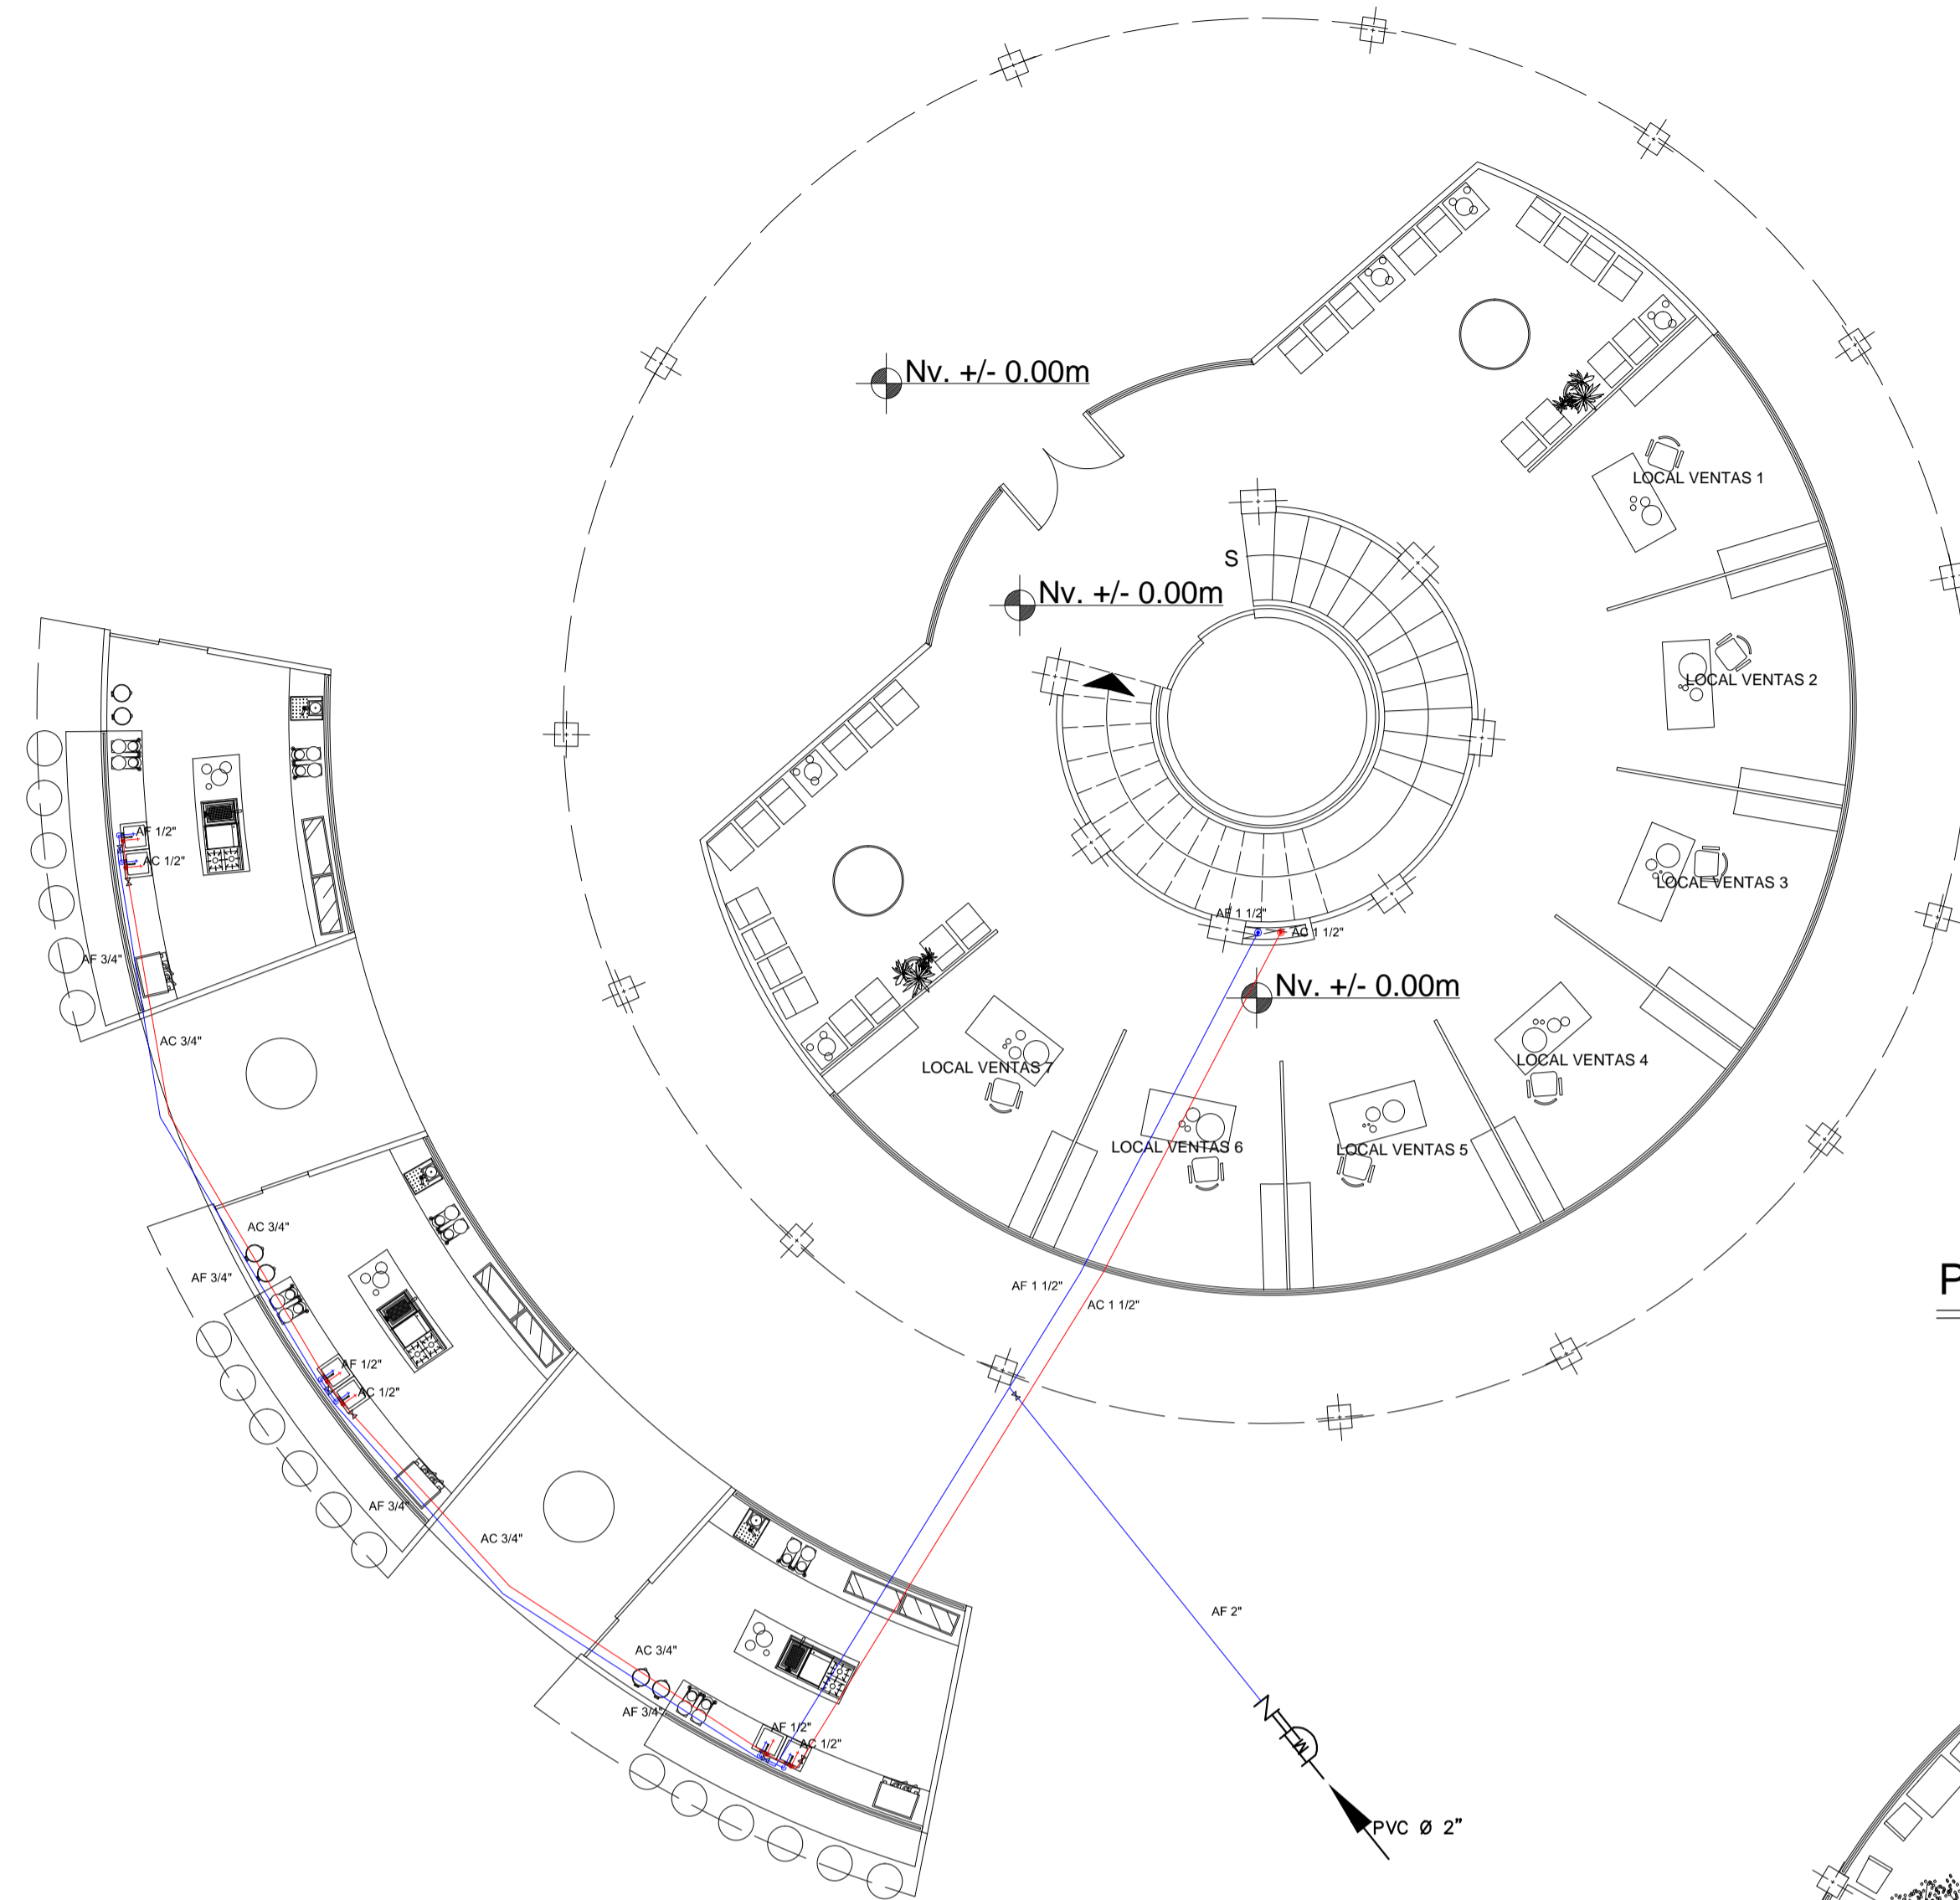 Nv. +/- 0.00m
LOCAL VENTAS 1
S
Nv. +/- 0.00m
LOCAL VENTAS 2
AF 1/2"
AC 1/2"
LOCAL VENTAS 3
AF 1 1/2"
AC 1 1/2"
AF 3/4"
Nv. +/- 0.00m
AC 3/4"
LOCAL VENTAS 4
LOCAL VENTAS 7
LOCAL VENTAS 6
LOCAL VENTAS 5
AC 3/4"
AF 3/4"
AF 1 1/2"
P
AC 1 1/2"
AF 1/2"
AC 1/2"
AF 3/4"
AC 3/4"
AF 2"
AC 3/4"
AF 3/4"
AF 1/2"
AC 1/2"
M
PVC Ø 2"